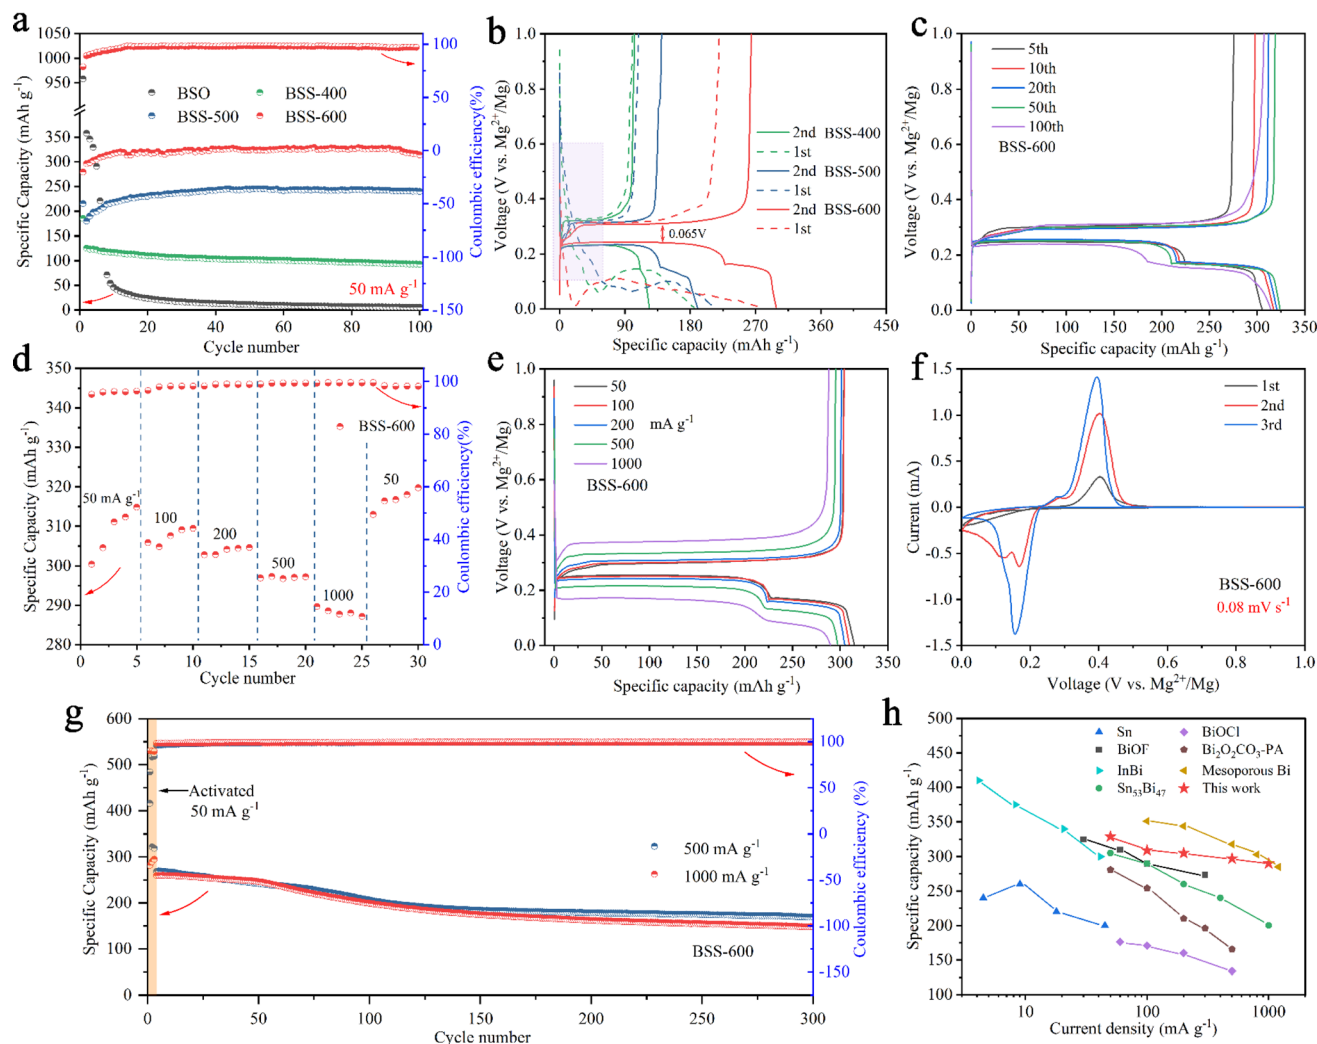 a
1050
1000
950
350
300
250
200
150
100
50
0
Specific Capacity (mAh g⁻¹)
BSO
BSS-400
BSS-500
BSS-600
50 mA g⁻¹
100
50
0
-50
-100
-150
Coulombic efficiency(%)
0 20 40 60 80 100
Cycle number
b
1.0
0.8
0.6
0.4
0.2
0.0
Voltage (V vs. Mg²⁺/Mg)
2nd BSS-400
1st
2nd BSS-500
1st
2nd BSS-600
1st
0.065V
0 90 180 270 360 450
Specific capacity (mAh g⁻¹)
c
1.0
0.8
0.6
0.4
0.2
0.0
Voltage (V vs. Mg²⁺/Mg)
5th
10th
20th
50th
100th
BSS-600
0 50 100 150 200 250 300 350
Specific capacity (mAh g⁻¹)
d
350
340
330
320
310
300
290
280
Specific Capacity (mAh g⁻¹)
BSS-600
50 mA g⁻¹
100
200
500
1000
50
100
80
60
40
20
0
Coulombic efficiency(%)
0 5 10 15 20 25 30
Cycle number
e
1.0
0.8
0.6
0.4
0.2
0.0
Voltage (V vs. Mg²⁺/Mg)
50
100
200 mA g⁻¹
500
1000
BSS-600
0 50 100 150 200 250 300 350
Specific capacity (mAh g⁻¹)
f
1.5
1.0
0.5
0.0
-0.5
-1.0
-1.5
Current (mA)
1st
2nd
3rd
BSS-600
0.08 mV s⁻¹
0.0 0.2 0.4 0.6 0.8 1.0
Voltage (V vs. Mg²⁺/Mg)
g
600
500
400
300
200
100
0
Specific Capacity (mAh g⁻¹)
Activated
50 mA g⁻¹
500 mA g⁻¹
1000 mA g⁻¹
BSS-600
100
50
0
-50
-100
-150
Coulombic efficiency (%)
0 50 100 150 200 250 300
Cycle number
h
500
450
400
350
300
250
200
150
100
Specific capacity (mAh g⁻¹)
Sn
BiOCl
BiOF
Bi₂O₂CO₃-PA
InBi
Mesoporous Bi
Sn₅₃Bi₄₇
This work
10 100 1000
Current density (mA g⁻¹)